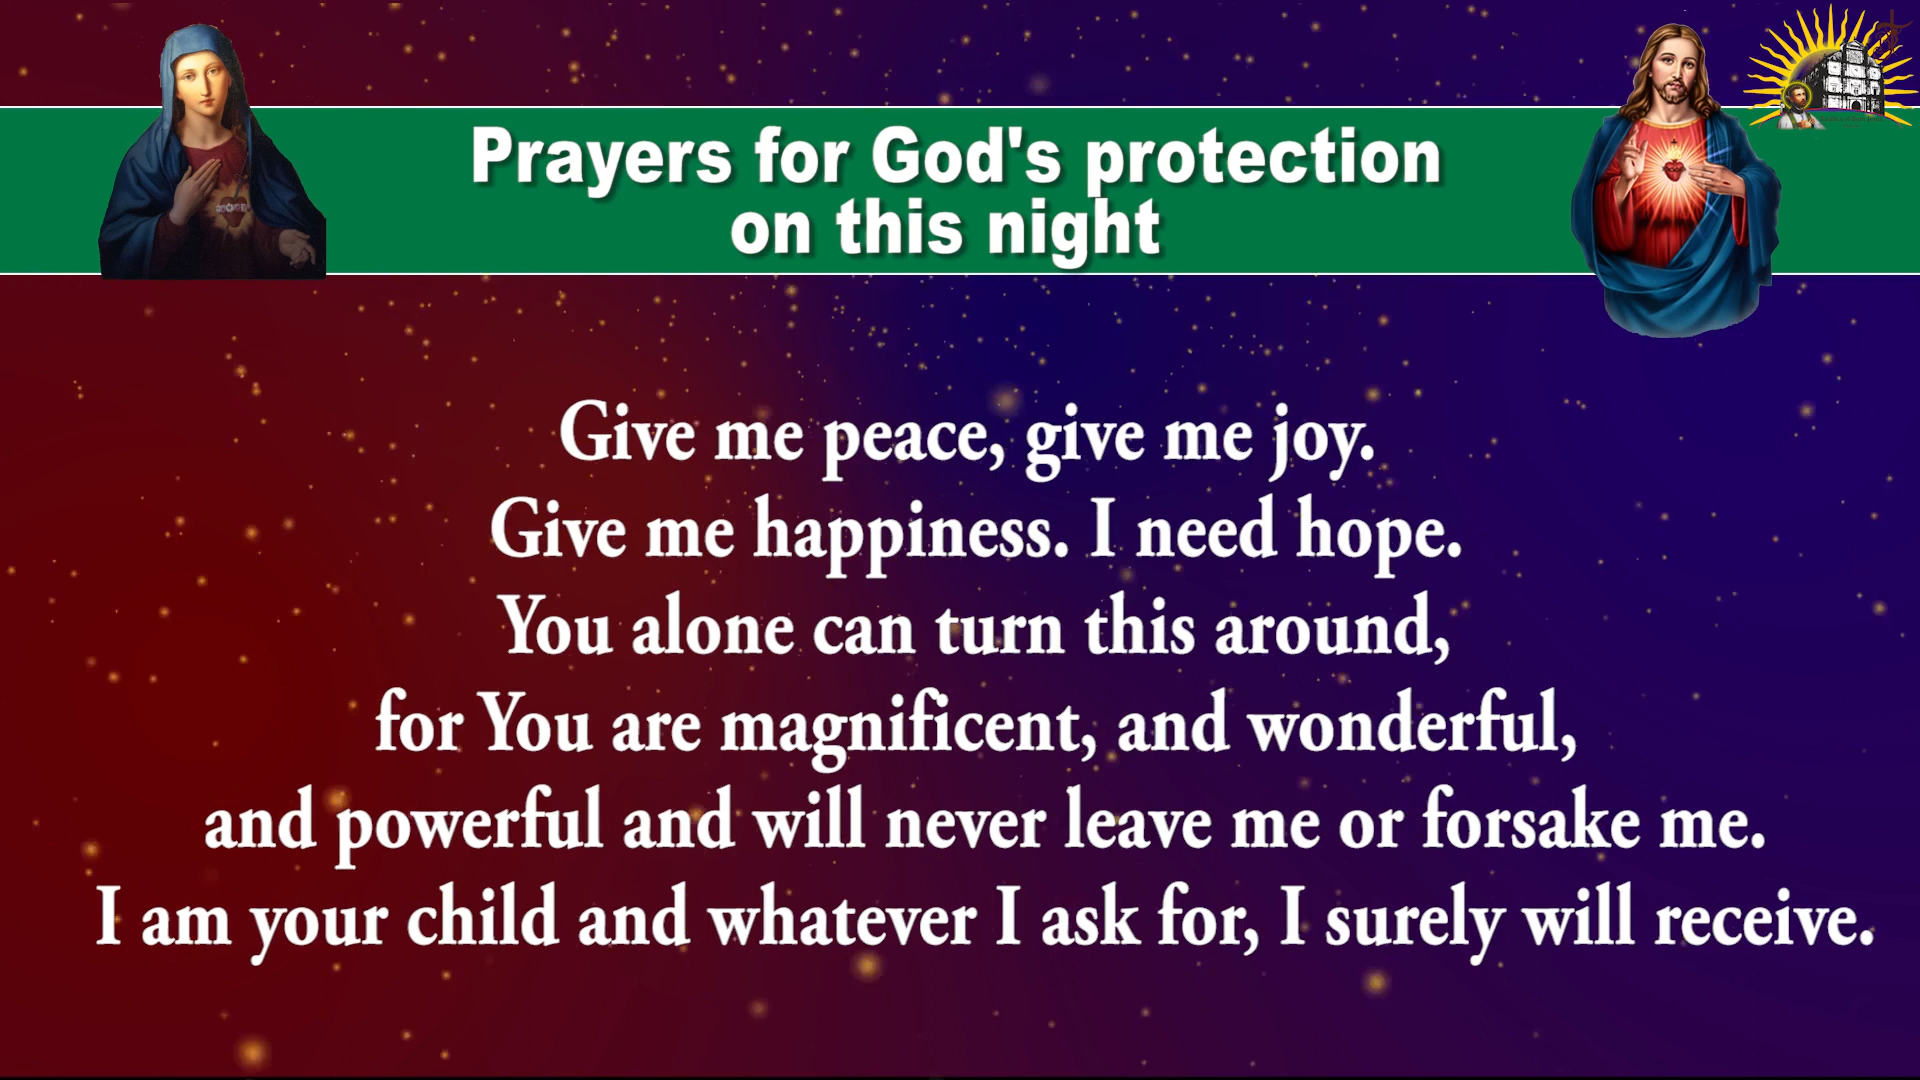 Prayers for God's protection
on this night
Give me peace, give me joy.
Give me happiness. I need hope.
You alone can turn this around,
for You are magnificent, and wonderful,
and powerful and will never leave me or forsake me.
I am your child and whatever I ask for, I surely will receive.